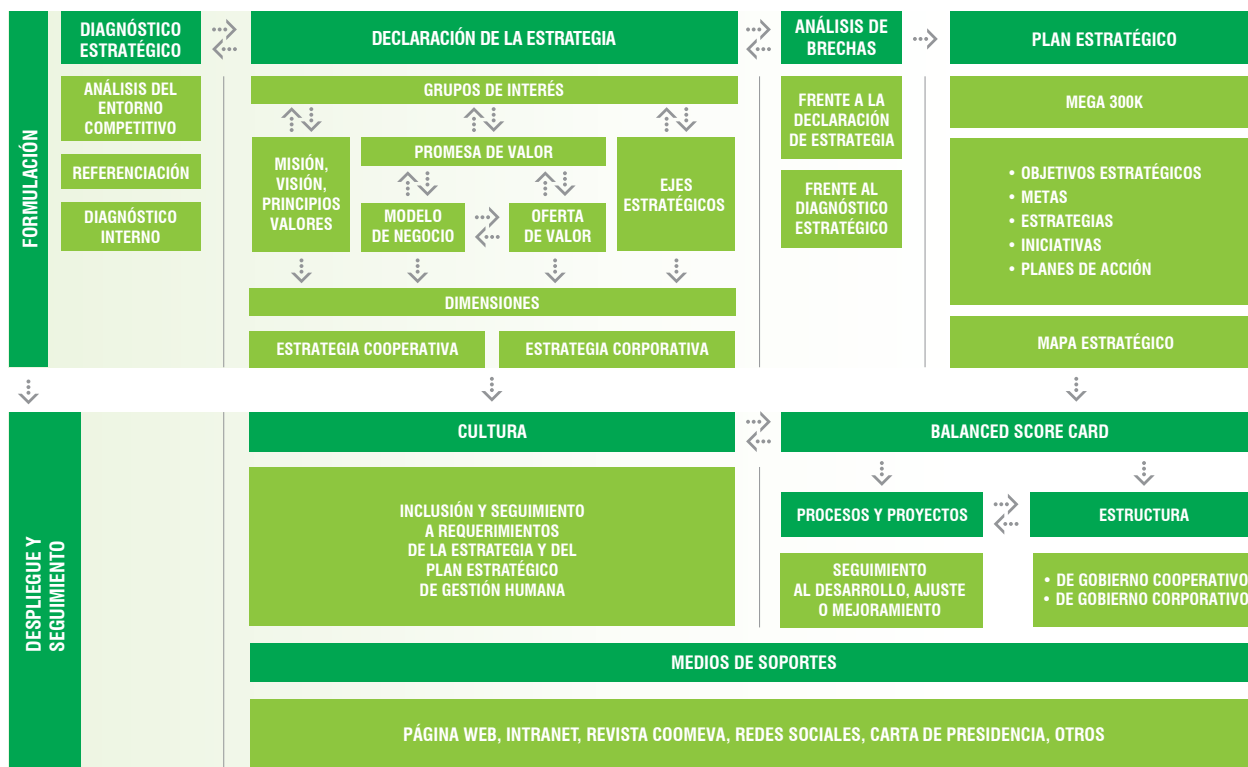 FORMULACIÓN
DIAGNÓSTICO
ESTRATÉGICO
ANÁLISIS DEL
ENTORNO
COMPETITIVO
REFERENCIACIÓN
DIAGNÓSTICO
INTERNO
DECLARACIÓN DE LA ESTRATEGIA
GRUPOS DE INTERÉS
MISIÓN,
VISIÓN,
PRINCIPIOS
VALORES
PROMESA DE VALOR
MODELO
DE NEGOCIO
OFERTA
DE VALOR
EJES
ESTRATÉGICOS
DIMENSIONES
ESTRATEGIA COOPERATIVA
ESTRATEGIA CORPORATIVA
ANÁLISIS DE
BRECHAS
FRENTE A LA
DECLARACIÓN
DE ESTRATEGIA
FRENTE AL
DIAGNÓSTICO
ESTRATÉGICO
PLAN ESTRATÉGICO
MEGA 300K
• OBJETIVOS ESTRATÉGICOS
• METAS
• ESTRATEGIAS
• INICIATIVAS
• PLANES DE ACCIÓN
MAPA ESTRATÉGICO
DESPLIEGUE Y
SEGUIMIENTO
CULTURA
INCLUSIÓN Y SEGUIMIENTO
A REQUERIMIENTOS
DE LA ESTRATEGIA Y DEL
PLAN ESTRATÉGICO
DE GESTIÓN HUMANA
BALANCED SCORE CARD
PROCESOS Y PROYECTOS
SEGUIMIENTO
AL DESARROLLO, AJUSTE
O MEJORAMIENTO
ESTRUCTURA
• DE GOBIERNO COOPERATIVO
• DE GOBIERNO CORPORATIVO
MEDIOS DE SOPORTES
PÁGINA WEB, INTRANET, REVISTA COOMEVA, REDES SOCIALES, CARTA DE PRESIDENCIA, OTROS